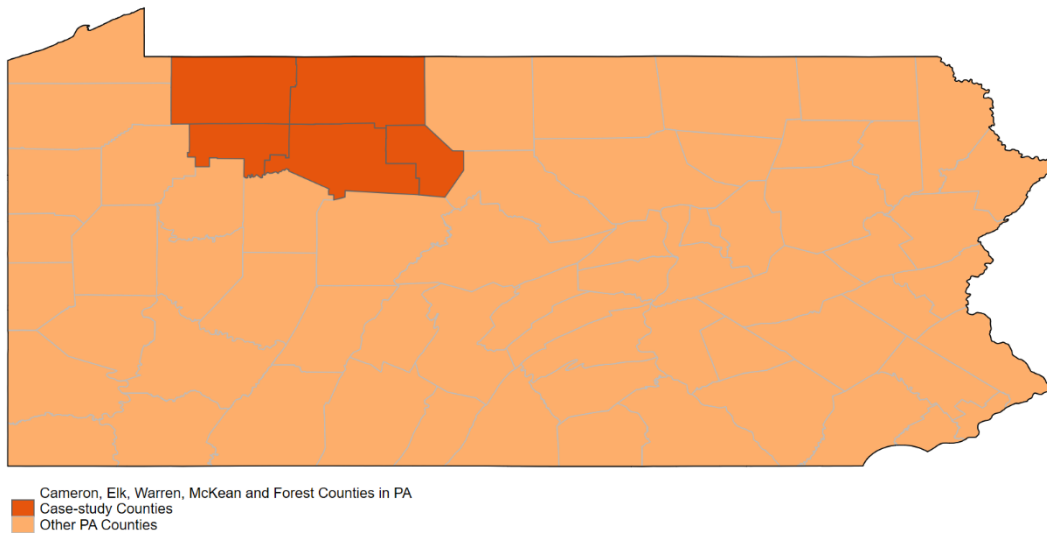 Cameron, Elk, Warren, McKean and Forest Counties in PA
Case-study Counties
Other PA Counties